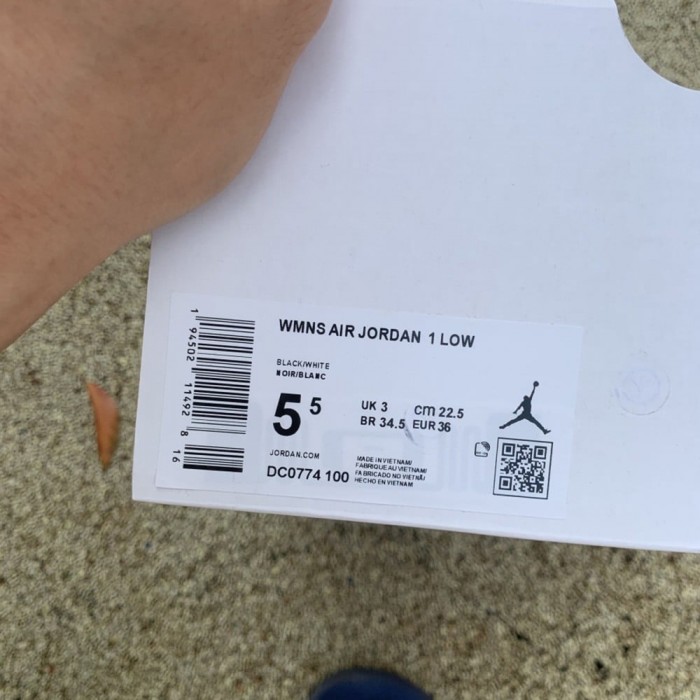 WMNS AIR JORDAN 1 LOW
BLACK/WHITE
NOIR/BLANC
5 5
UK 3 cm 22.5
BR 34.5 EUR 36
JORDAN.COM
DC0774 100
MADE IN VIETNAM
FABRIQUE AU VIETNAM
FABRICADO NO VIETNÃ
HECHO EN VIETNAM
1 94502 11492 8
16